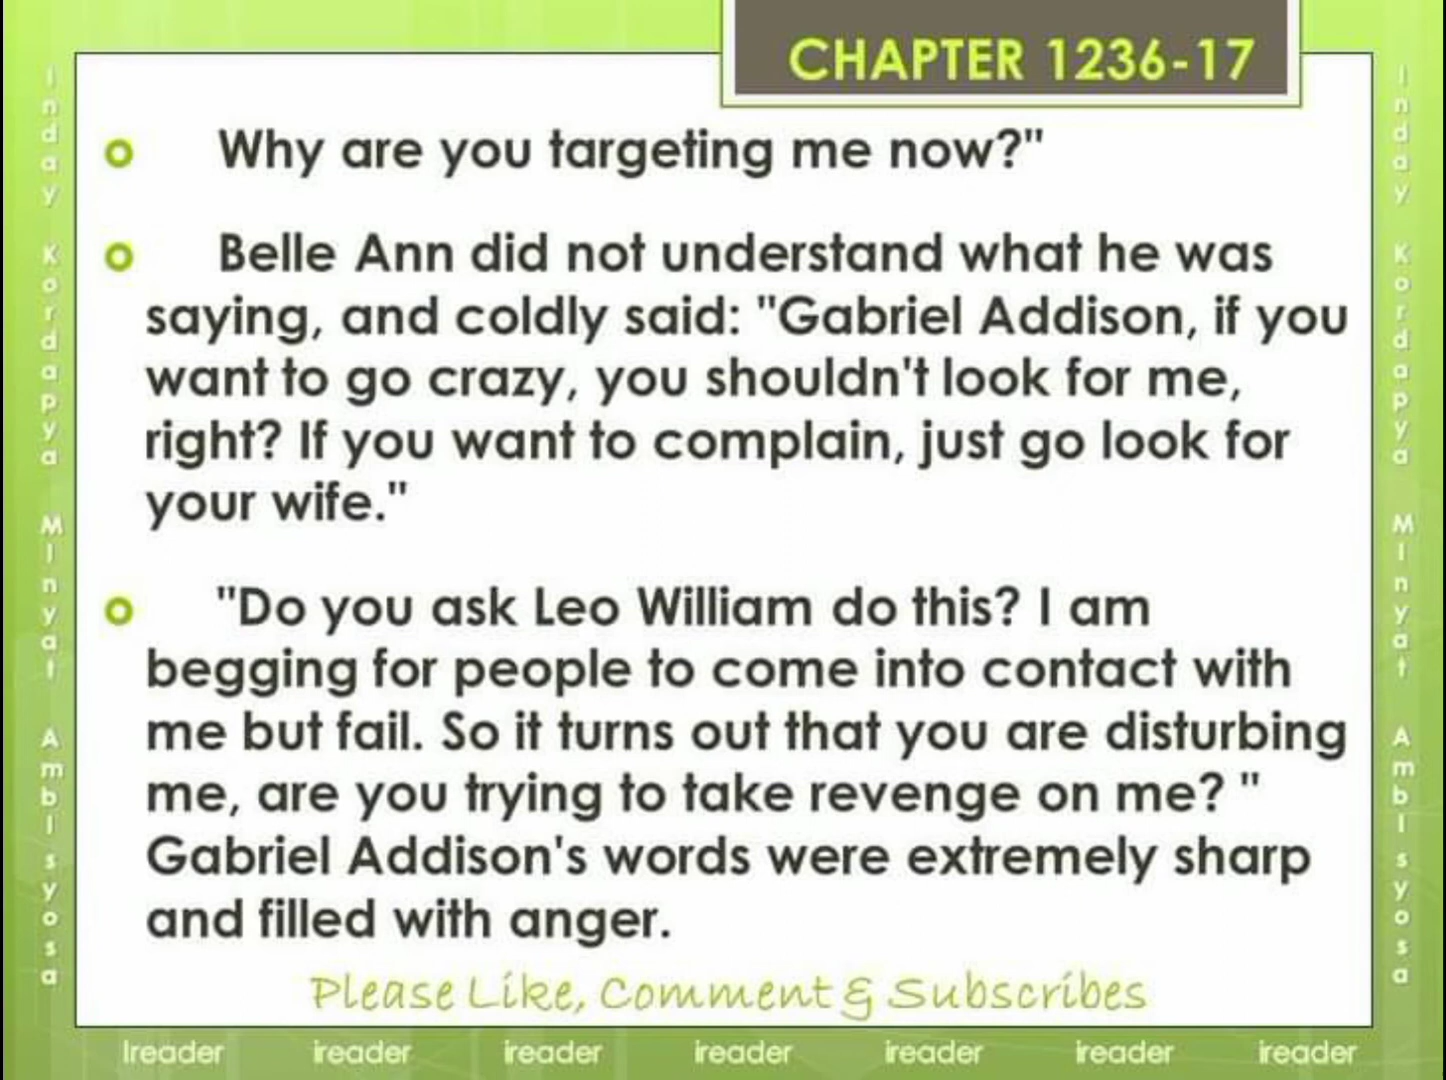 CHAPTER 1236-17
Why are you targeting me now?"
Belle Ann did not understand what he was
saying, and coldly said: "Gabriel Addison, if you
want to go crazy, you shouldn't look for me,
right? If you want to complain, just go look for
your wife."
"Do you ask Leo William do this? I am
begging for people to come into contact with
me but fail. So it turns out that you are disturbing
me, are you trying to take revenge on me? "
Gabriel Addison's words were extremely sharp
and filled with anger.
Please Like, Comment & Subscribes
Inday Kordapya Minyat Ambisyosa
Inday Kordapya Minyat Ambisyosa
Ireader ireader ireader ireader ireader ireader ireader